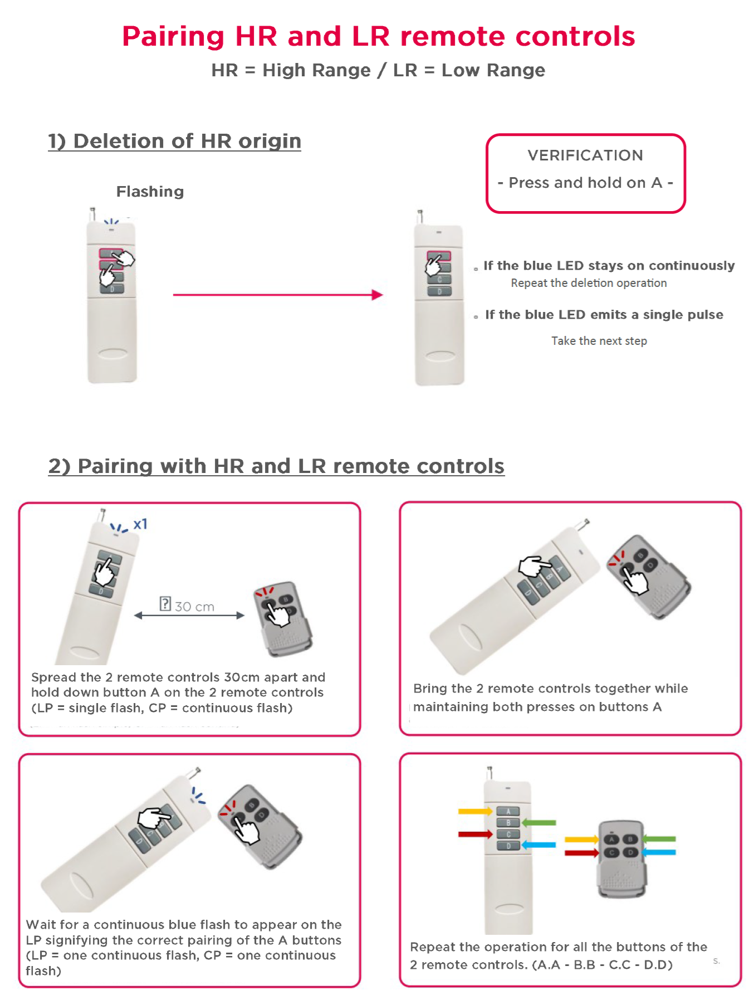 Pairing HR and LR remote controls
HR = High Range / LR = Low Range
1) Deletion of HR origin
VERIFICATION
- Press and hold on A -
Flashing
D
C
D
If the blue LED stays on continuously
Repeat the deletion operation
If the blue LED emits a single pulse
Take the next step
2) Pairing with HR and LR remote controls
x1
A
D
B
D
? 30 cm
Spread the 2 remote controls 30cm apart and
hold down button A on the 2 remote controls
(LP = single flash, CP = continuous flash)
A
B
C
D
B
D
Bring the 2 remote controls together while
maintaining both presses on buttons A
B
C
D
B
D
Wait for a continuous blue flash to appear on the
LP signifying the correct pairing of the A buttons
(LP = one continuous flash, CP = one continuous
flash)
A
B
C
D
A B
C D
Repeat the operation for all the buttons of the
2 remote controls. (A.A - B.B - C.C - D.D)
s.